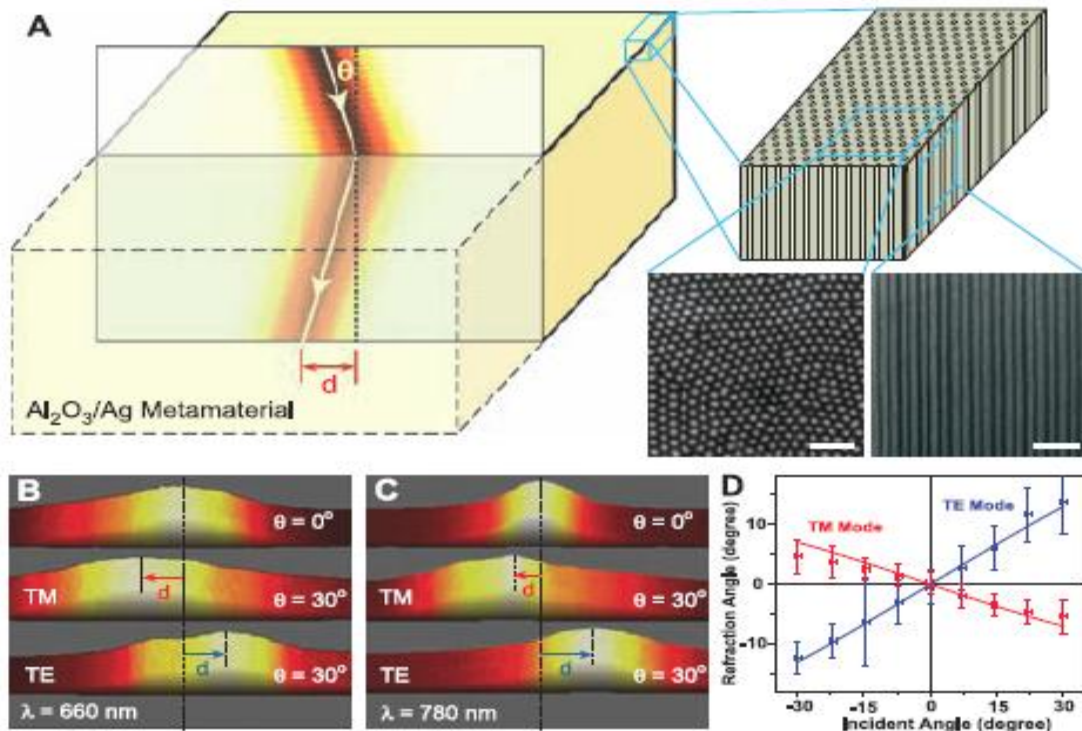 A
θ
d
Al₂O₃/Ag Metamaterial
B
θ = 0°
TM
d
θ = 30°
TE
d
θ = 30°
λ = 660 nm
C
θ = 0°
TM
d
θ = 30°
TE
d
θ = 30°
λ = 780 nm
D
TM Mode
TE Mode
Refraction Angle (degree)
10
0
-10
-30
-15
0
15
30
Incident Angle (degree)